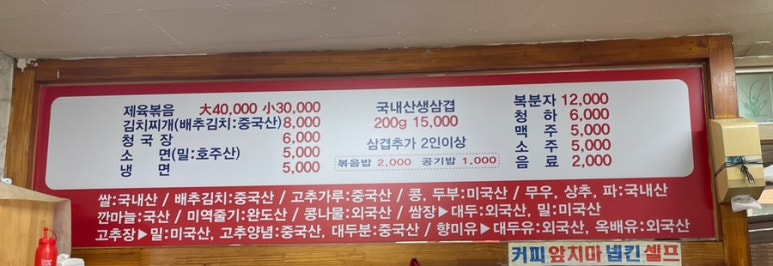 제육볶음 大40,000 小30,000
김치찌개(배추김치:중국산) 8,000
청국장 6,000
소면(밀:호주산) 5,000
냉면 5,000
국내산생삼겹
200g 15,000
삼겹추가 2인이상
볶음밥 2,000 공기밥 1,000
복분자 12,000
청하 6,000
맥주 5,000
소주 5,000
음료 2,000
쌀:국내산 / 배추김치:중국산 / 고추가루:중국산 / 콩, 두부:미국산 / 무우, 상추, 파:국내산
깐마늘:국산 / 미역줄기:완도산 / 콩나물:외국산 / 쌈장▶대두:외국산, 밀:미국산
고추장▶밀:미국산, 고추양념:중국산, 대두분:중국산 / 향미유▶대두유:외국산, 옥배유:외국산
커피 앞치마 냅킨 셀프